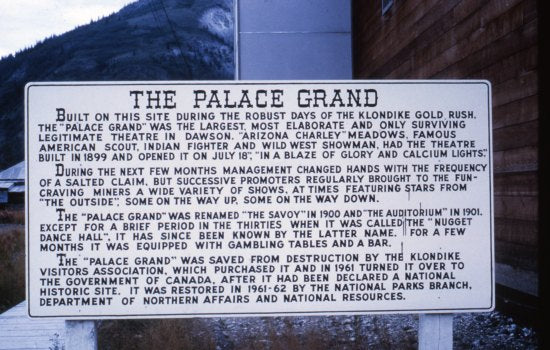 THE PALACE GRAND
BUILT ON THIS SITE DURING THE ROBUST DAYS OF THE KLONDIKE GOLD RUSH.
THE "PALACE GRAND" WAS THE LARGEST, MOST ELABORATE AND ONLY SURVIVING
LEGITIMATE THEATRE IN DAWSON. "ARIZONA CHARLEY" MEADOWS, FAMOUS
AMERICAN SCOUT, INDIAN FIGHTER AND WILD WEST SHOWMAN, HAD THE THEATRE
BUILT IN 1899 AND OPENED IT ON JULY 18", "IN A BLAZE OF GLORY AND CALCIUM LIGHTS".
DURING THE NEXT FEW MONTHS MANAGEMENT CHANGED HANDS WITH THE FREQUENCY
OF A SALTED CLAIM, BUT SUCCESSIVE PROMOTERS REGULARLY BROUGHT TO THE FUN-
CRAVING MINERS A WIDE VARIETY OF SHOWS, AT TIMES FEATURING STARS FROM
"THE OUTSIDE", SOME ON THE WAY UP, SOME ON THE WAY DOWN.
THE "PALACE GRAND" WAS RENAMED "THE SAVOY" IN 1900 AND "THE AUDITORIUM" IN 1901.
EXCEPT FOR A BRIEF PERIOD IN THE THIRTIES WHEN IT WAS CALLED THE "NUGGET
DANCE HALL", IT HAS SINCE BEEN KNOWN BY THE LATTER NAME. FOR A FEW
MONTHS IT WAS EQUIPPED WITH GAMBLING TABLES AND A BAR.
THE "PALACE GRAND" WAS SAVED FROM DESTRUCTION BY THE KLONDIKE
VISITORS ASSOCIATION, WHICH PURCHASED IT AND IN 1961 TURNED IT OVER TO
THE GOVERNMENT OF CANADA, AFTER IT HAD BEEN DECLARED A NATIONAL
HISTORIC SITE. IT WAS RESTORED IN 1961-62 BY THE NATIONAL PARKS BRANCH,
DEPARTMENT OF NORTHERN AFFAIRS AND NATIONAL RESOURCES.